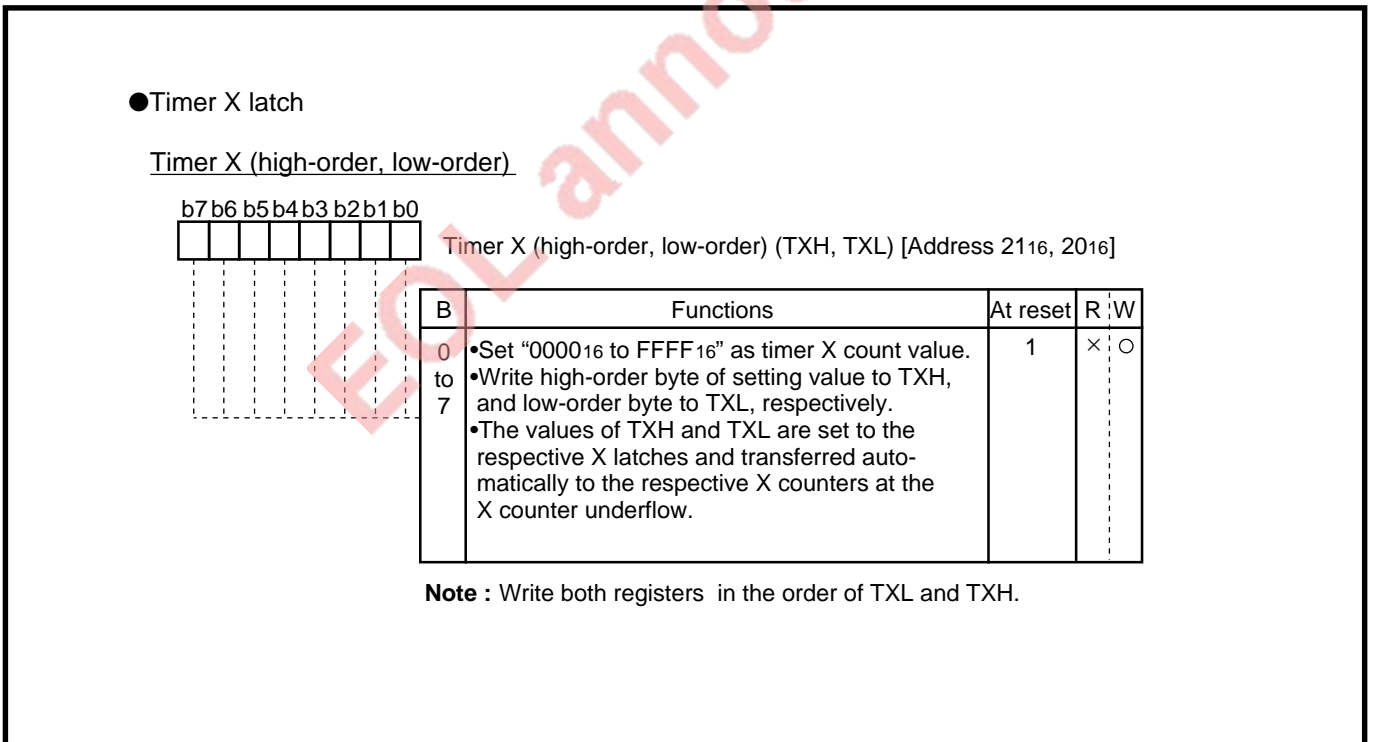 ●Timer X latch
Timer X (high-order, low-order)
b7 b6 b5 b4 b3 b2 b1 b0
Timer X (high-order, low-order) (TXH, TXL) [Address 2116, 2016]
B Functions At reset R W
0 •Set “000016 to FFFF16” as timer X count value. 1 × ○
to •Write high-order byte of setting value to TXH,
7 and low-order byte to TXL, respectively.
•The values of TXH and TXL are set to the
respective X latches and transferred auto-
matically to the respective X counters at the
X counter underflow.
Note : Write both registers in the order of TXL and TXH.
EOL